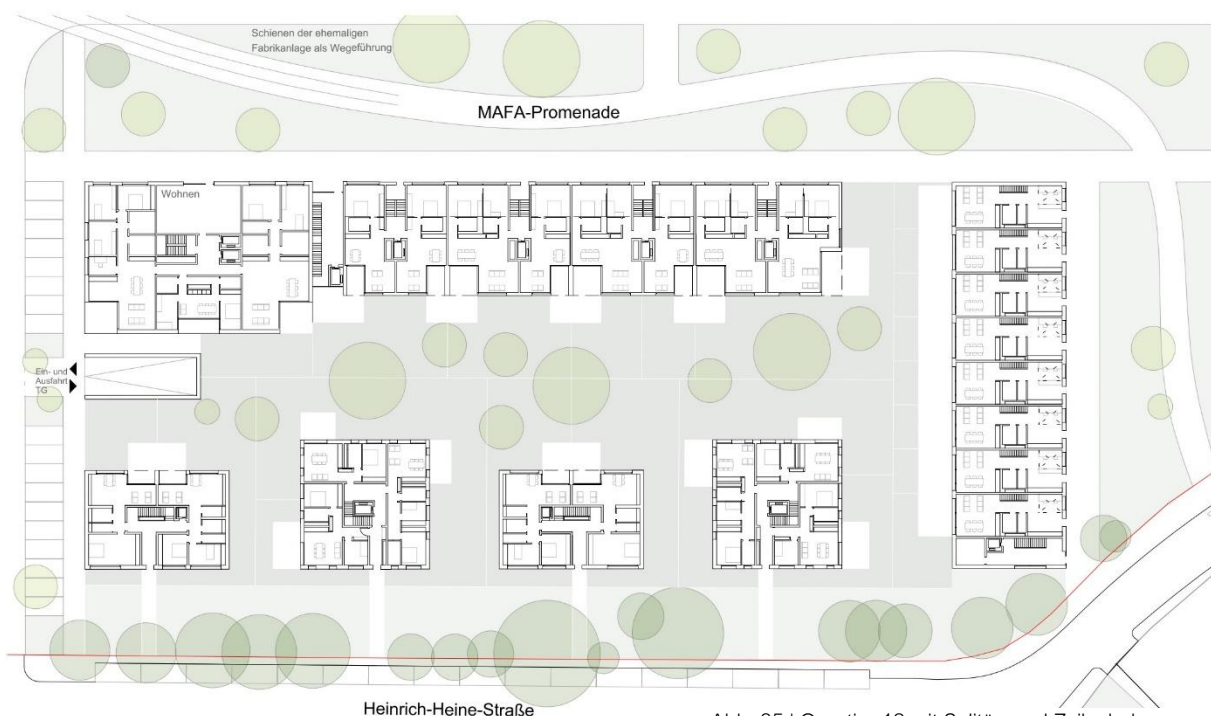 Schienen der ehemaligen
Fabrikanlage als Wegeführung
MAFA-Promenade
Wohnen
Ein- und
Ausfahrt
TG
Heinrich-Heine-Straße